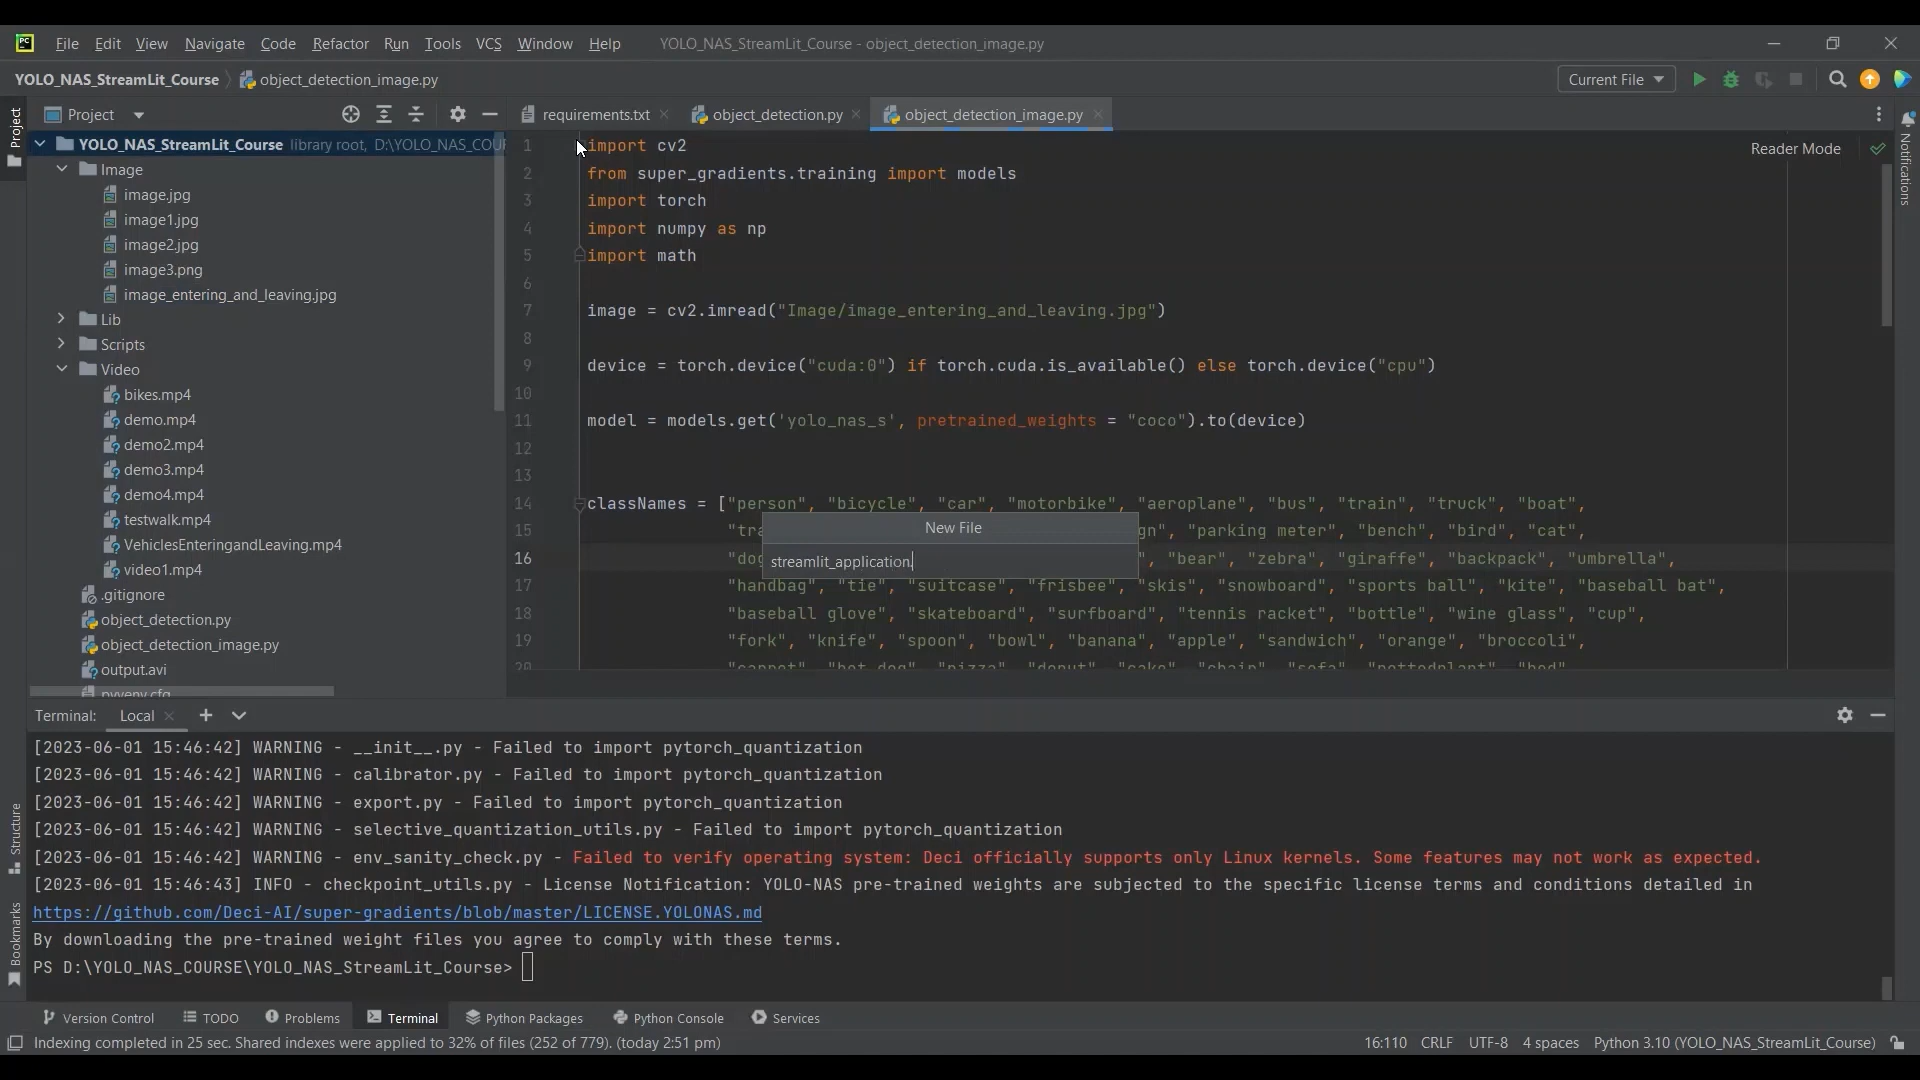 PC File Edit View Navigate Code Refactor Run Tools VCS Window Help YOLO_NAS_StreamLit_Course - object_detection_image.py
YOLO_NAS_StreamLit_Course object_detection_image.py Current File
Project
Project
Notifications
YOLO_NAS_StreamLit_Course library root, D:\YOLO_NAS_COU
Image
image.jpg
image1.jpg
image2.jpg
image3.png
image_entering_and_leaving.jpg
Lib
Scripts
Video
bikes.mp4
demo.mp4
demo2.mp4
demo3.mp4
demo4.mp4
testwalk.mp4
VehiclesEnteringandLeaving.mp4
video1.mp4
.gitignore
object_detection.py
object_detection_image.py
output.avi
pyvenv.cfg
requirements.txt object_detection.py object_detection_image.py
Reader Mode
1 import cv2
2 from super_gradients.training import models
3 import torch
4 import numpy as np
5 import math
6
7 image = cv2.imread("Image/image_entering_and_leaving.jpg")
8
9 device = torch.device("cuda:0") if torch.cuda.is_available() else torch.device("cpu")
10
11 model = models.get('yolo_nas_s', pretrained_weights = "coco").to(device)
12
13
14 classNames = ["person", "bicycle", "car", "motorbike", "aeroplane", "bus", "train", "truck", "boat",
15 "tra gn", "parking meter", "bench", "bird", "cat",
16 "dog ", "bear", "zebra", "giraffe", "backpack", "umbrella",
17 "handbag", "tie", "suitcase", "frisbee", "skis", "snowboard", "sports ball", "kite", "baseball bat",
18 "baseball glove", "skateboard", "surfboard", "tennis racket", "bottle", "wine glass", "cup",
19 "fork", "knife", "spoon", "bowl", "banana", "apple", "sandwich", "orange", "broccoli",
20 "carrot", "hot dog", "pizza", "donut", "cake", "chair", "sofa", "pottedplant", "bed",
New File
streamlit_application.
Terminal: Local
[2023-06-01 15:46:42] WARNING - __init__.py - Failed to import pytorch_quantization
[2023-06-01 15:46:42] WARNING - calibrator.py - Failed to import pytorch_quantization
[2023-06-01 15:46:42] WARNING - export.py - Failed to import pytorch_quantization
[2023-06-01 15:46:42] WARNING - selective_quantization_utils.py - Failed to import pytorch_quantization
[2023-06-01 15:46:42] WARNING - env_sanity_check.py - Failed to verify operating system: Deci officially supports only Linux kernels. Some features may not work as expected.
[2023-06-01 15:46:43] INFO - checkpoint_utils.py - License Notification: YOLO-NAS pre-trained weights are subjected to the specific license terms and conditions detailed in
https://github.com/Deci-AI/super-gradients/blob/master/LICENSE.YOLONAS.md
By downloading the pre-trained weight files you agree to comply with these terms.
PS D:\YOLO_NAS_COURSE\YOLO_NAS_StreamLit_Course>
Structure
Bookmarks
Version Control TODO Problems Terminal Python Packages Python Console Services
Indexing completed in 25 sec. Shared indexes were applied to 32% of files (252 of 779). (today 2:51 pm) 16:110 CRLF UTF-8 4 spaces Python 3.10 (YOLO_NAS_StreamLit_Course)